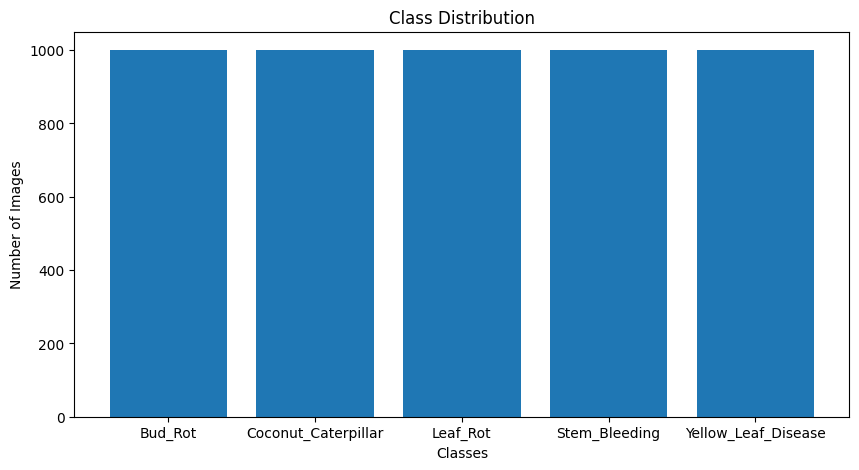 Class Distribution
Number of Images
1000
800
600
400
200
0
Bud_Rot Coconut_Caterpillar Leaf_Rot Stem_Bleeding Yellow_Leaf_Disease
Classes